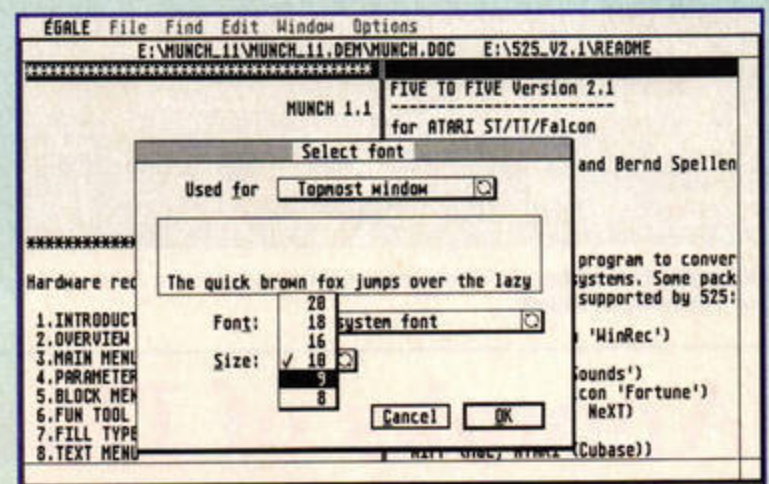 ÉGALE File Find Edit Window Options
E:\MUNCH_11\MUNCH_11.DEM\MUNCH.DOC E:\525_V2.1\README
************************************
MUNCH 1.1
FIVE TO FIVE Version 2.1
------------------------
for ATARI ST/TT/Falcon
and Bernd Spellen
Select font
Used for Topmost window
The quick brown fox jumps over the lazy
***********
Hardware rec
program to conver
systems. Some pack
supported by 525:
Font: system font
Size:
20
18
16
✓ 10
9
8
Cancel OK
1.INTRODUCT
2.OVERVIEW
3.MAIN MENU
4.PARAMETER
5.BLOCK MEN
6.FUN TOOL
7.FILL TYPE
8.TEXT MENU
'WinRec')
Sounds')
con 'Fortune')
NeXT)
ATARI (Cubase))